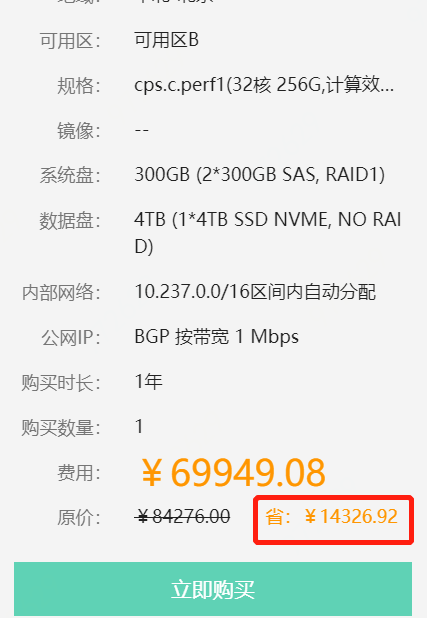 可用区： 可用区B
规格： cps.c.perf1(32核 256G,计算效...
镜像： --
系统盘： 300GB (2*300GB SAS, RAID1)
数据盘： 4TB (1*4TB SSD NVME, NO RAI
D)
内部网络： 10.237.0.0/16区间内自动分配
公网IP： BGP 按带宽 1 Mbps
购买时长： 1年
购买数量： 1
费用： ￥69949.08
原价： ￥84276.00 省：￥14326.92
立即购买